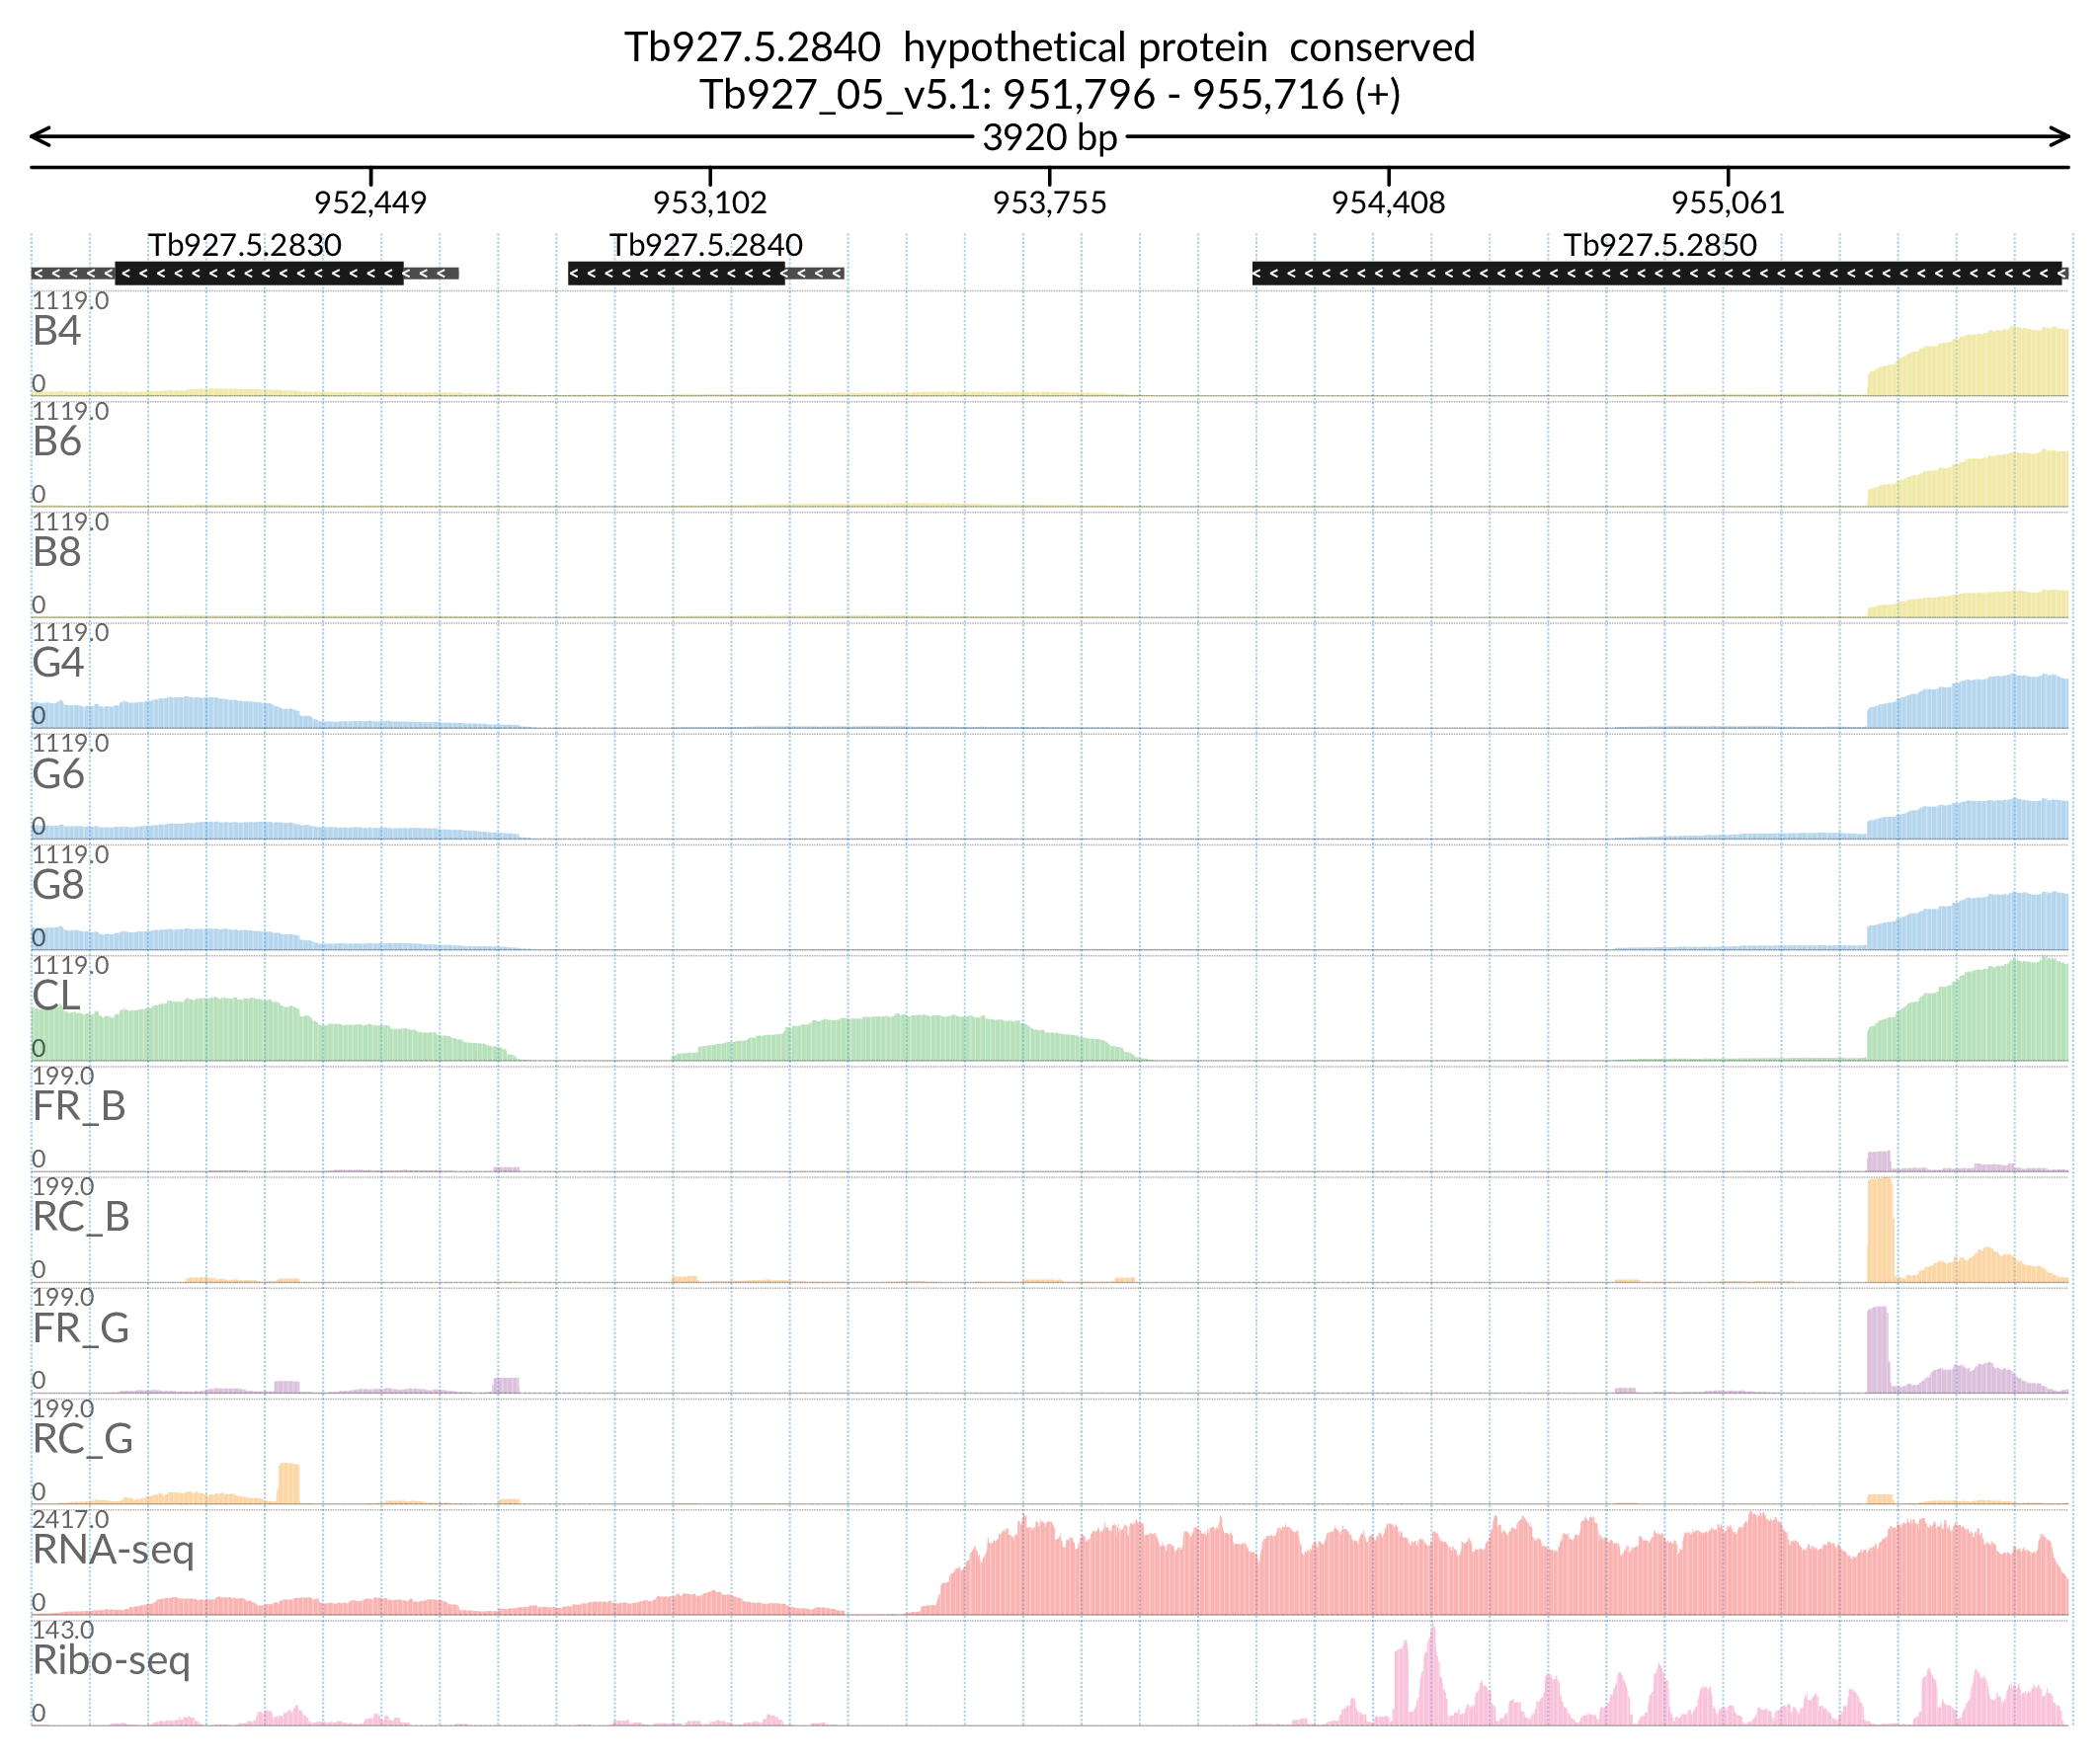 Tb927.5.2840  hypothetical protein  conserved
Tb927_05_v5.1: 951,796 - 955,716 (+)
3920 bp
952,449 953,102 953,755 954,408 955,061
Tb927.5.2830 Tb927.5.2840 Tb927.5.2850
1119.0
B4
0
1119.0
B6
0
1119.0
B8
0
1119.0
G4
0
1119.0
G6
0
1119.0
G8
0
1119.0
CL
0
199.0
FR_B
0
199.0
RC_B
0
199.0
FR_G
0
199.0
RC_G
0
2417.0
RNA-seq
0
143.0
Ribo-seq
0